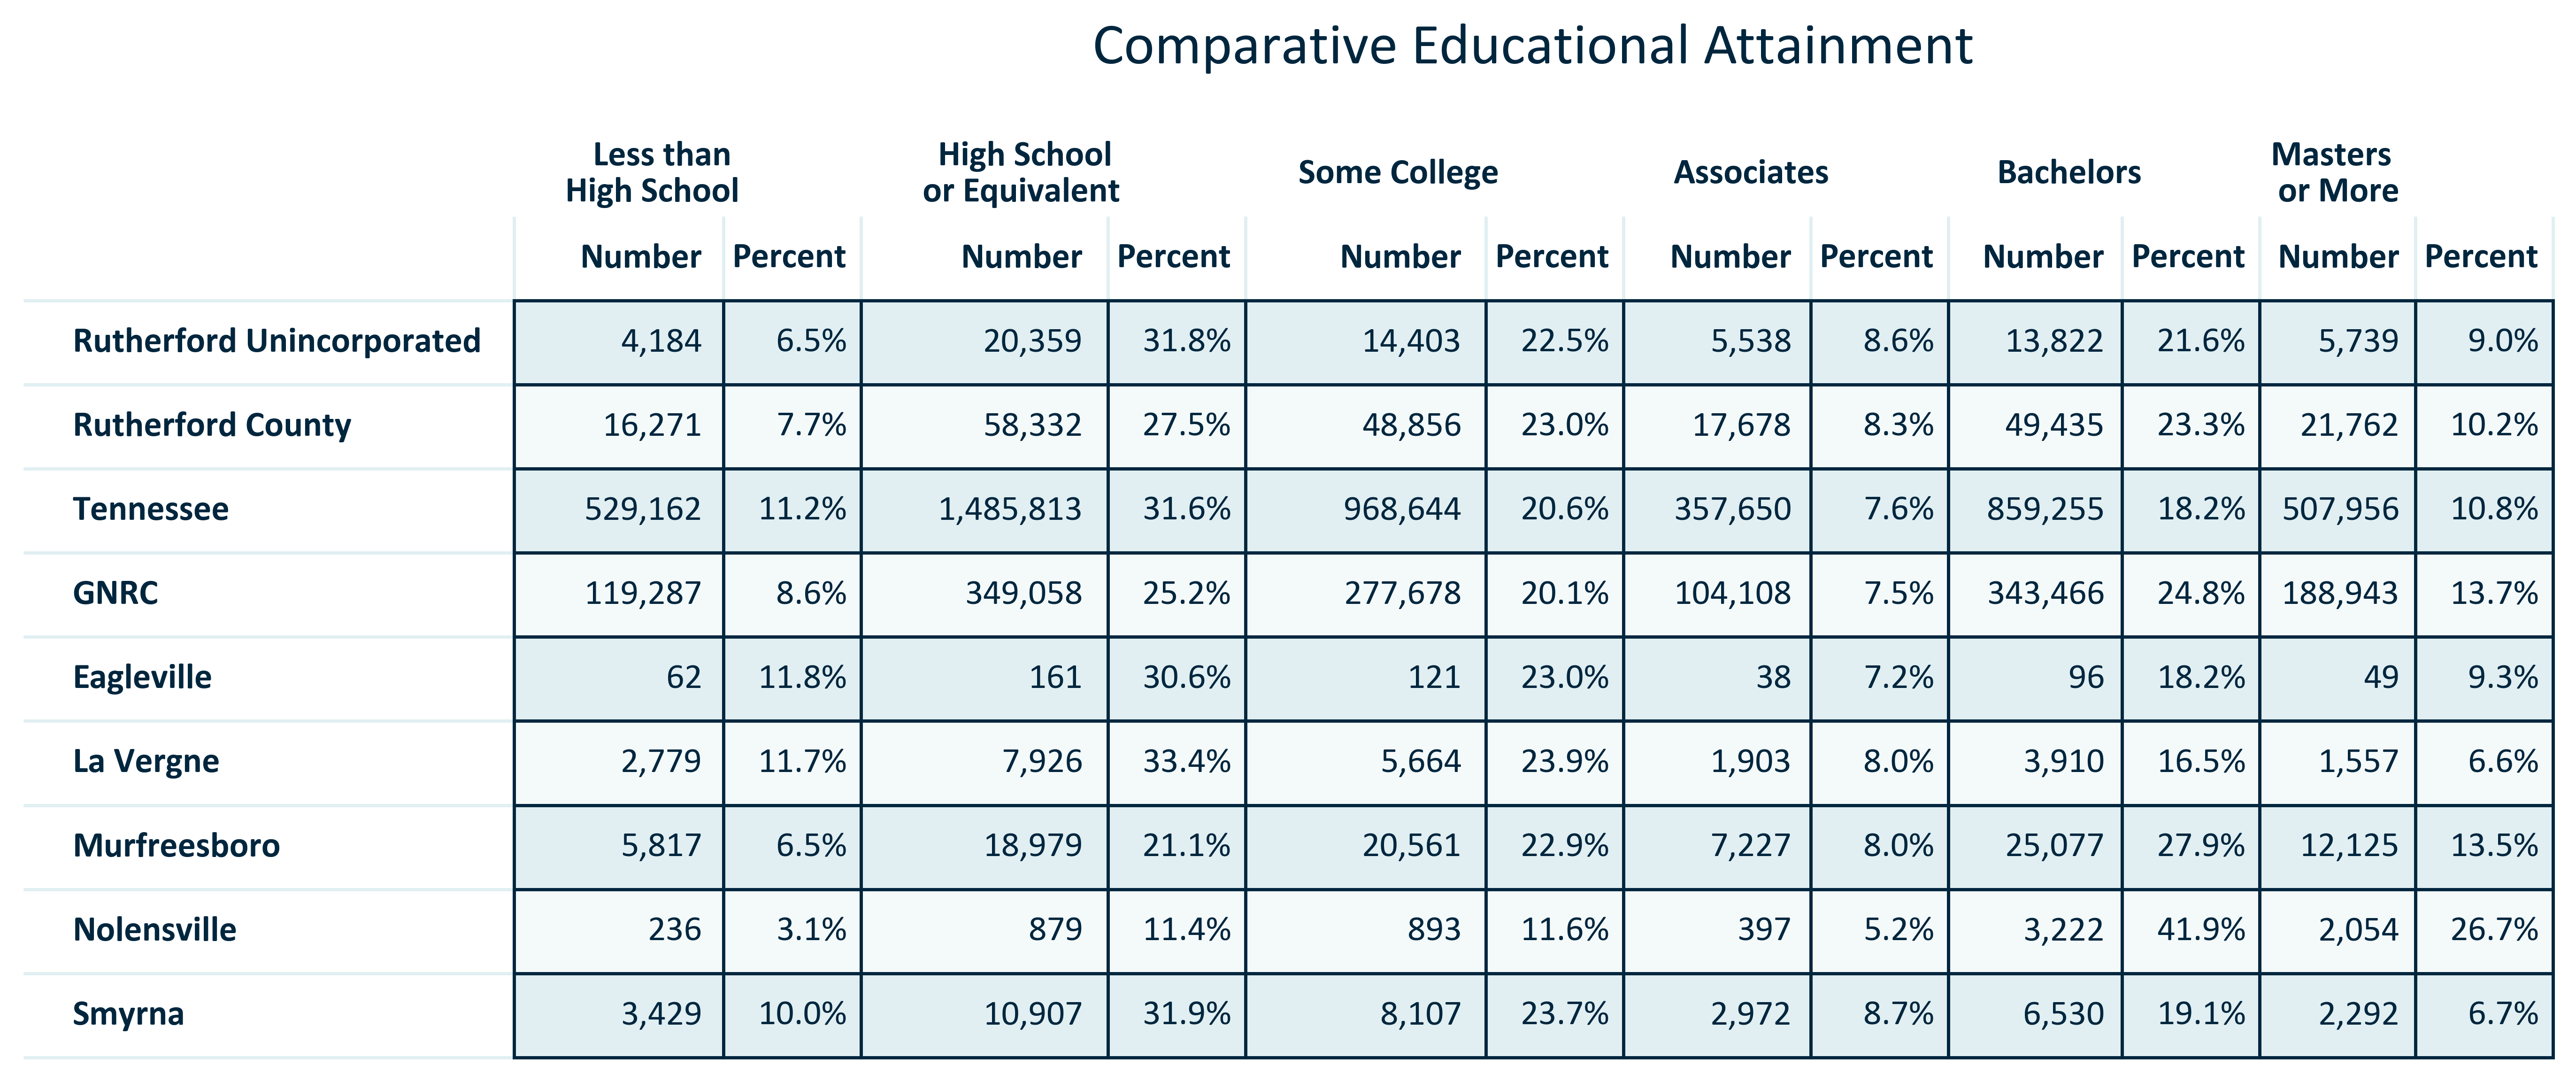 Comparative Educational Attainment
Less than
High School
High School
or Equivalent
Some College
Associates
Bachelors
Masters
or More
Number Percent Number Percent Number Percent Number Percent Number Percent Number Percent
Rutherford Unincorporated 4,184 6.5% 20,359 31.8% 14,403 22.5% 5,538 8.6% 13,822 21.6% 5,739 9.0%
Rutherford County 16,271 7.7% 58,332 27.5% 48,856 23.0% 17,678 8.3% 49,435 23.3% 21,762 10.2%
Tennessee 529,162 11.2% 1,485,813 31.6% 968,644 20.6% 357,650 7.6% 859,255 18.2% 507,956 10.8%
GNRC 119,287 8.6% 349,058 25.2% 277,678 20.1% 104,108 7.5% 343,466 24.8% 188,943 13.7%
Eagleville 62 11.8% 161 30.6% 121 23.0% 38 7.2% 96 18.2% 49 9.3%
La Vergne 2,779 11.7% 7,926 33.4% 5,664 23.9% 1,903 8.0% 3,910 16.5% 1,557 6.6%
Murfreesboro 5,817 6.5% 18,979 21.1% 20,561 22.9% 7,227 8.0% 25,077 27.9% 12,125 13.5%
Nolensville 236 3.1% 879 11.4% 893 11.6% 397 5.2% 3,222 41.9% 2,054 26.7%
Smyrna 3,429 10.0% 10,907 31.9% 8,107 23.7% 2,972 8.7% 6,530 19.1% 2,292 6.7%